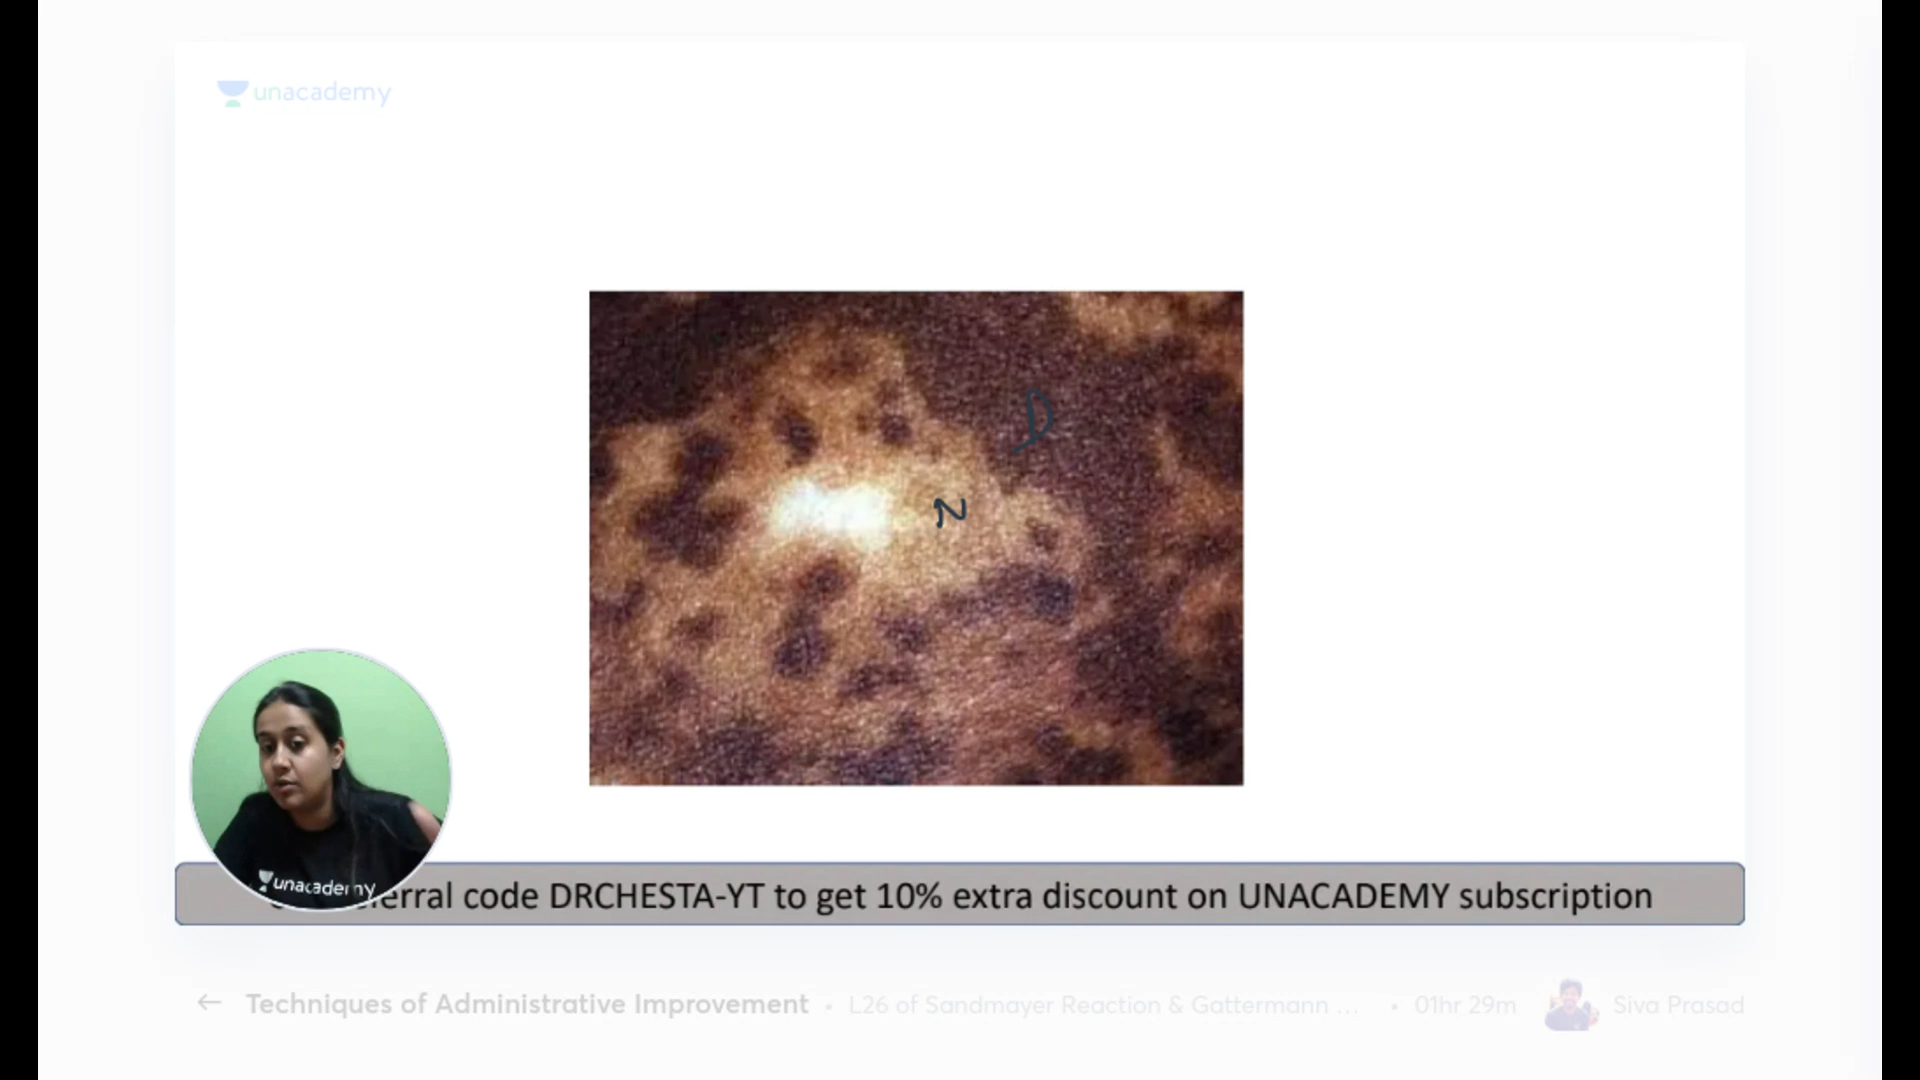 unacademy
D
N
unacademy
erral code DRCHESTA-YT to get 10% extra discount on UNACADEMY subscription
← Techniques of Administrative Improvement • L26 of Sandmayer Reaction & Gattermann ... • 01hr 29m Siva Prasad